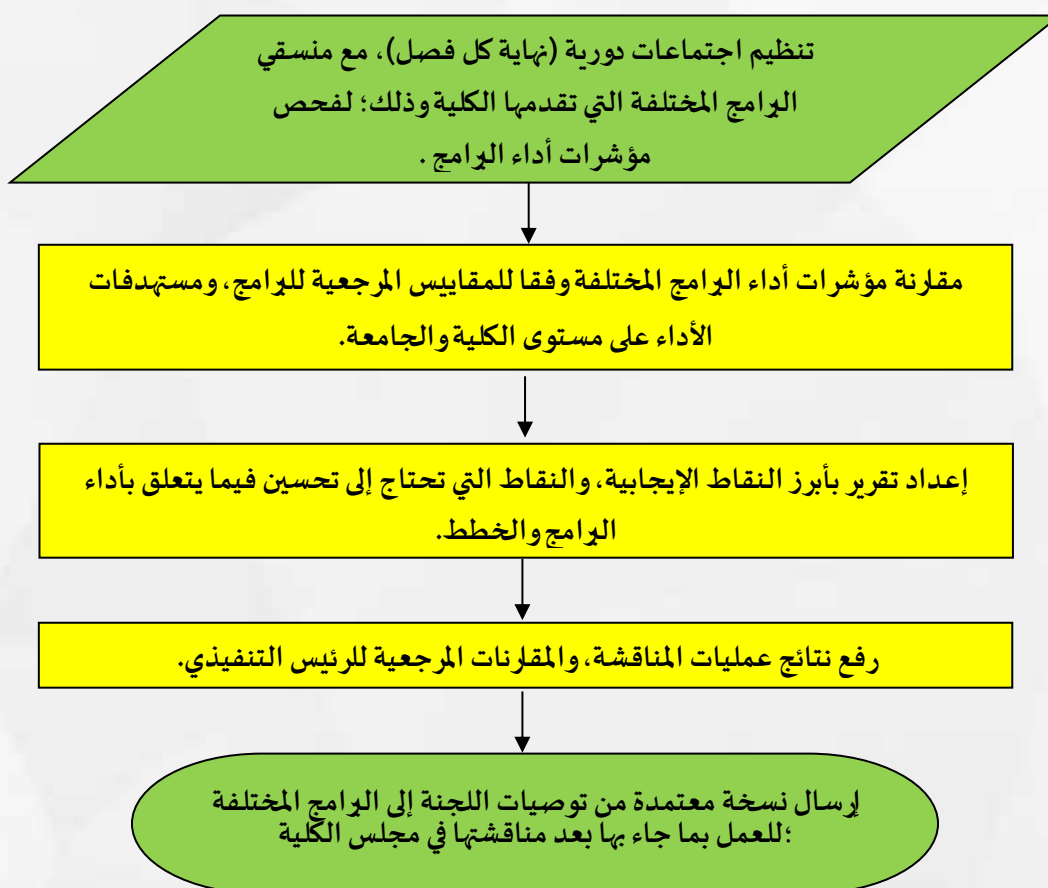 تنظيم اجتماعات دورية (نهاية كل فصل)، مع منسقي
البرامج المختلفة التي تقدمها الكلية وذلك؛ لفحص
مؤشرات أداء البرامج .
مقارنة مؤشرات أداء البرامج المختلفة وفقا للمقاييس المرجعية للبرامج، ومستهدفات
الأداء على مستوى الكلية والجامعة.
إعداد تقرير بأبرز النقاط الإيجابية، والنقاط التي تحتاج إلى تحسين فيما يتعلق بأداء
البرامج والخطط.
رفع نتائج عمليات المناقشة، والمقارنات المرجعية للرئيس التنفيذي.
إرسال نسخة معتمدة من توصيات اللجنة إلى البرامج المختلفة
؛للعمل بما جاء بها بعد مناقشتها في مجلس الكلية